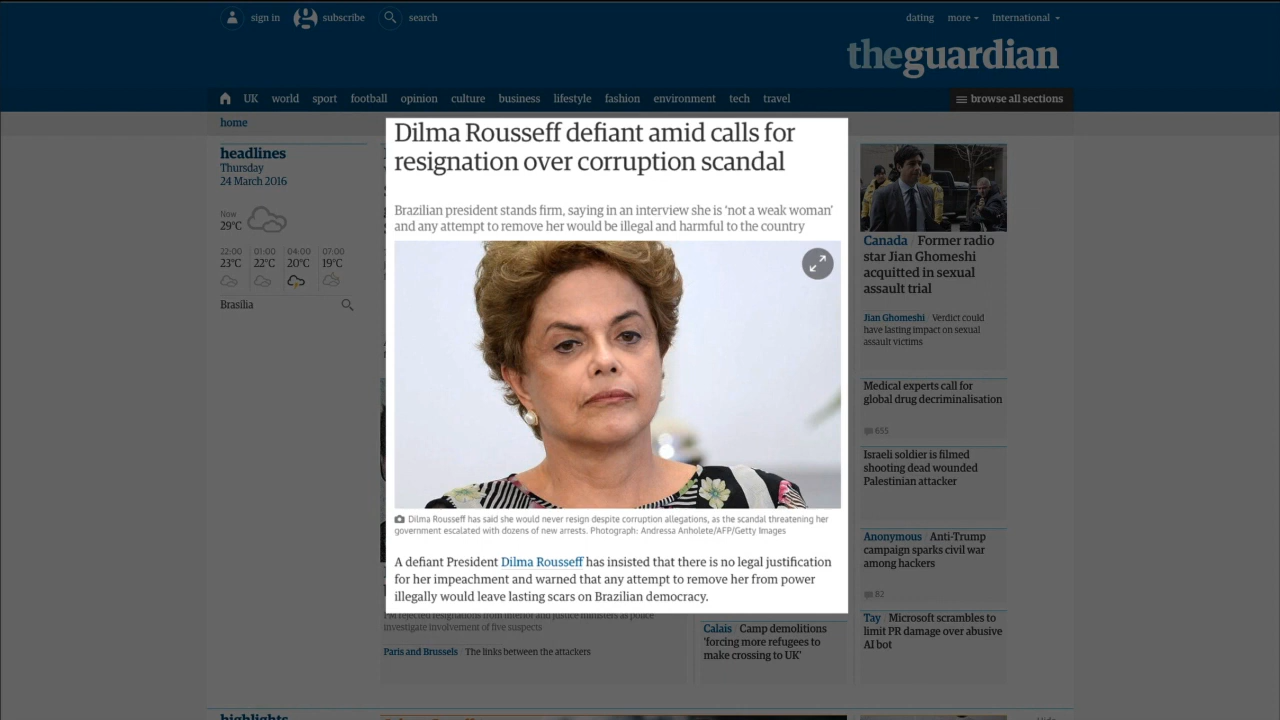 sign in
subscribe
search
dating
more
International
theguardian
UK
world
sport
football
opinion
culture
business
lifestyle
fashion
environment
tech
travel
browse all sections
home
headlines
Thursday
24 March 2016
Now
29°C
22:00
01:00
04:00
07:00
23°C
22°C
20°C
19°C
Brasília
Dilma Rousseff defiant amid calls for
resignation over corruption scandal
Brazilian president stands firm, saying in an interview she is ‘not a weak woman’
and any attempt to remove her would be illegal and harmful to the country
Dilma Rousseff has said she would never resign despite corruption allegations, as the scandal threatening her
government escalated with dozens of new arrests. Photograph: Andressa Anholete/AFP/Getty Images
A defiant President Dilma Rousseff has insisted that there is no legal justification
for her impeachment and warned that any attempt to remove her from power
illegally would leave lasting scars on Brazilian democracy.
PM rejected resignations from interior and justice ministers as police
investigate involvement of five suspects
Paris and Brussels The links between the attackers
Calais Camp demolitions
'forcing more refugees to
make crossing to UK'
Canada Former radio
star Jian Ghomeshi
acquitted in sexual
assault trial
Jian Ghomeshi Verdict could
have lasting impact on sexual
assault victims
Medical experts call for
global drug decriminalisation
655
Israeli soldier is filmed
shooting dead wounded
Palestinian attacker
Anonymous Anti-Trump
campaign sparks civil war
among hackers
82
Tay Microsoft scrambles to
limit PR damage over abusive
AI bot
highlights
Hide